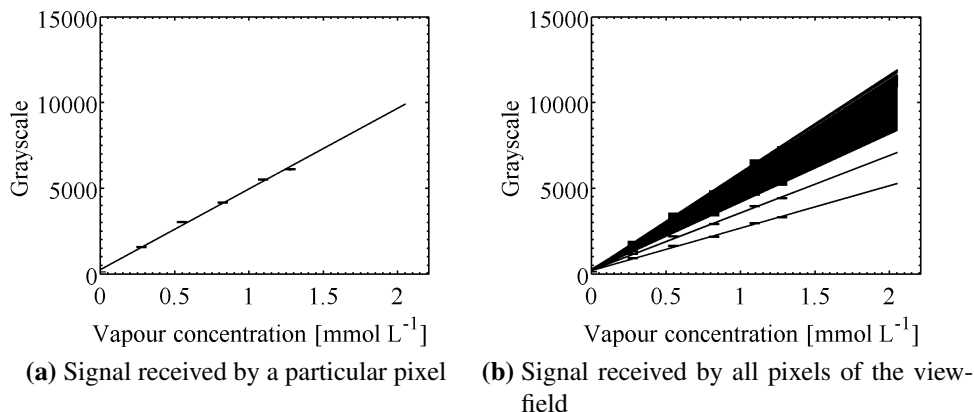 15000
10000
5000
0
Grayscale
0 0.5 1 1.5 2
Vapour concentration [mmol L⁻¹]
(a) Signal received by a particular pixel
15000
10000
5000
0
Grayscale
0 0.5 1 1.5 2
Vapour concentration [mmol L⁻¹]
(b) Signal received by all pixels of the view-
field